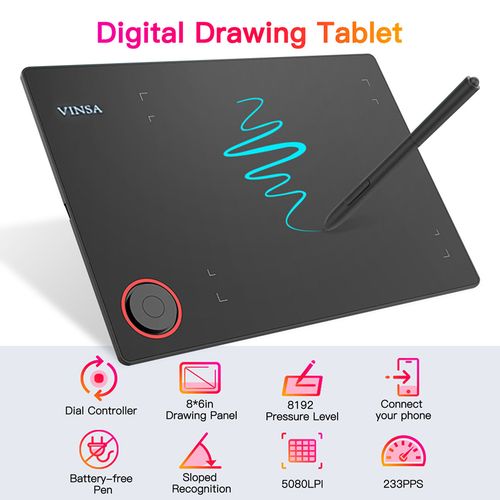 Digital Drawing Tablet
VINSA
Dial Controller
8*6in
Drawing Panel
8192
Pressure Level
Connect
your phone
Battery-free
Pen
Sloped
Recognition
5080LPI
233PPS